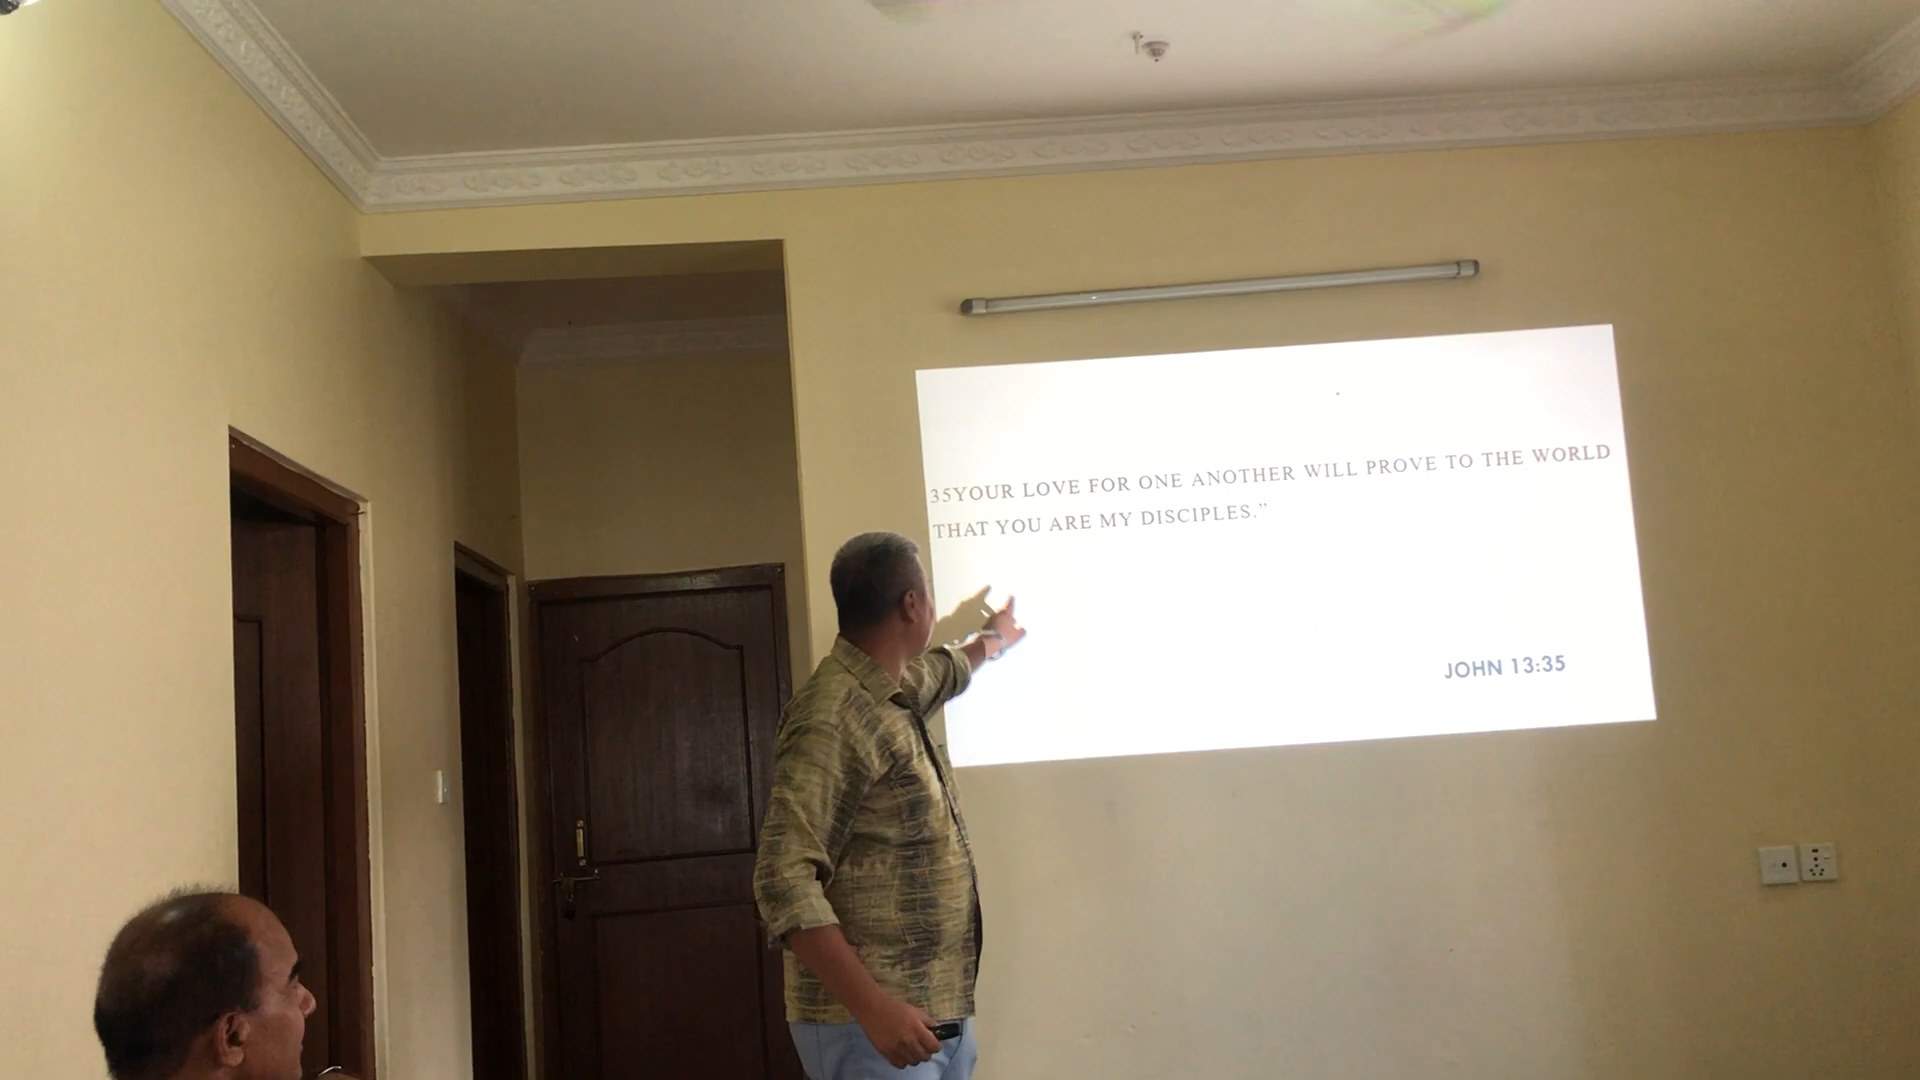 35YOUR LOVE FOR ONE ANOTHER WILL PROVE TO THE WORLD
THAT YOU ARE MY DISCIPLES.”
JOHN 13:35